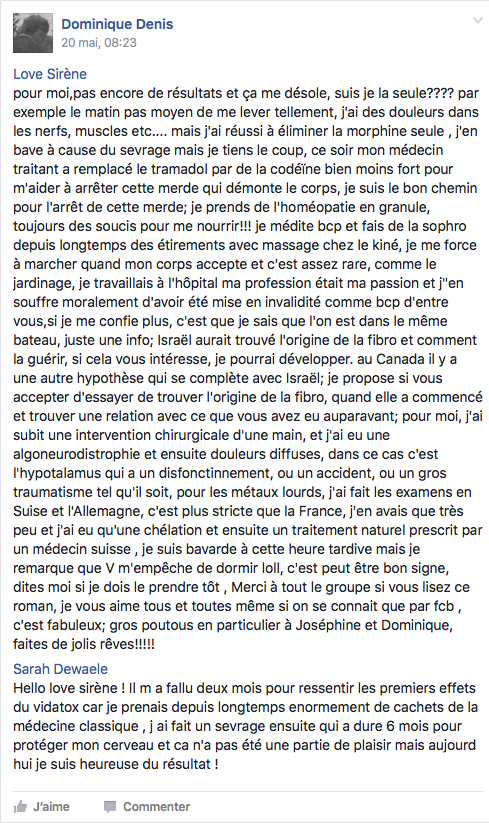 Dominique Denis
20 mai, 08:23
Love Sirène
pour moi,pas encore de résultats et ça me désole, suis je la seule???? par
exemple le matin pas moyen de me lever tellement, j'ai des douleurs dans
les nerfs, muscles etc.... mais j'ai réussi à éliminer la morphine seule , j'en
bave à cause du sevrage mais je tiens le coup, ce soir mon médecin
traitant a remplacé le tramadol par de la codéïne bien moins fort pour
m'aider à arrêter cette merde qui démonte le corps, je suis le bon chemin
pour l'arrêt de cette merde; je prends de l'homéopatie en granule,
toujours des soucis pour me nourrir!!! je médite bcp et fais de la sophro
depuis longtemps des étirements avec massage chez le kiné, je me force
à marcher quand mon corps accepte et c'est assez rare, comme le
jardinage, je travaillais à l'hôpital ma profession était ma passion et j"en
souffre moralement d'avoir été mise en invalidité comme bcp d'entre
vous,si je me confie plus, c'est que je sais que l'on est dans le même
bateau, juste une info; Israël aurait trouvé l'origine de la fibro et comment
la guérir, si cela vous intéresse, je pourrai développer. au Canada il y a
une autre hypothèse qui se complète avec Israël; je propose si vous
accepter d'essayer de trouver l'origine de la fibro, quand elle a commencé
et trouver une relation avec ce que vous avez eu auparavant; pour moi, j'ai
subit une intervention chirurgicale d'une main, et j'ai eu une
algoneurodistrophie et ensuite douleurs diffuses, dans ce cas c'est
l'hypotalamus qui a un disfonctinnement, ou un accident, ou un gros
traumatisme tel qu'il soit, pour les métaux lourds, j'ai fait les examens en
Suise et l'Allemagne, c'est plus stricte que la France, j'en avais que très
peu et j'ai eu qu'une chélation et ensuite un traitement naturel prescrit par
un médecin suisse , je suis bavarde à cette heure tardive mais je
remarque que V m'empêche de dormir loll, c'est peut être bon signe,
dites moi si je dois le prendre tôt , Merci à tout le groupe si vous lisez ce
roman, je vous aime tous et toutes même si on se connait que par fcb ,
c'est fabuleux; gros poutous en particulier à Joséphine et Dominique,
faites de jolis rêves!!!!!
Sarah Dewaele
Hello love sirène ! Il m a fallu deux mois pour ressentir les premiers effets
du vidatox car je prenais depuis longtemps enormement de cachets de la
médecine classique , j ai fait un sevrage ensuite qui a dure 6 mois pour
protéger mon cerveau et ca n'a pas été une partie de plaisir mais aujourd
hui je suis heureuse du résultat !
J'aime Commenter